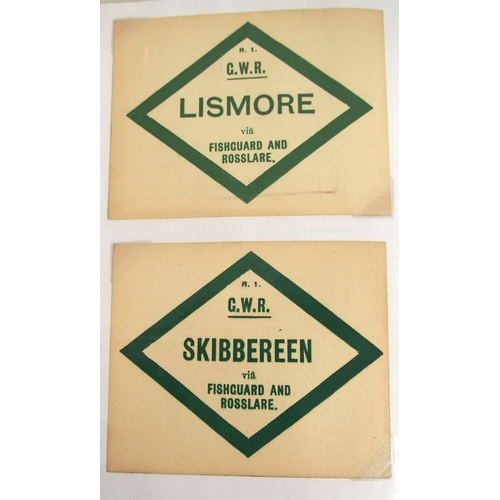 R. 1.
G.W.R.
LISMORE
viâ
FISHGUARD AND
ROSSLARE.
R. 1.
G.W.R.
SKIBBEREEN
viâ
FISHGUARD AND
ROSSLARE.